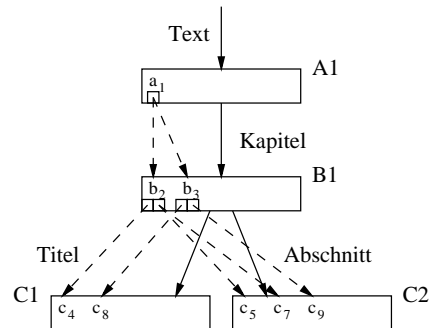 Text
A1
a1
Kapitel
B1
b2 b3
Titel Abschnitt
C1 C2
c4 c8 c5 c7 c9